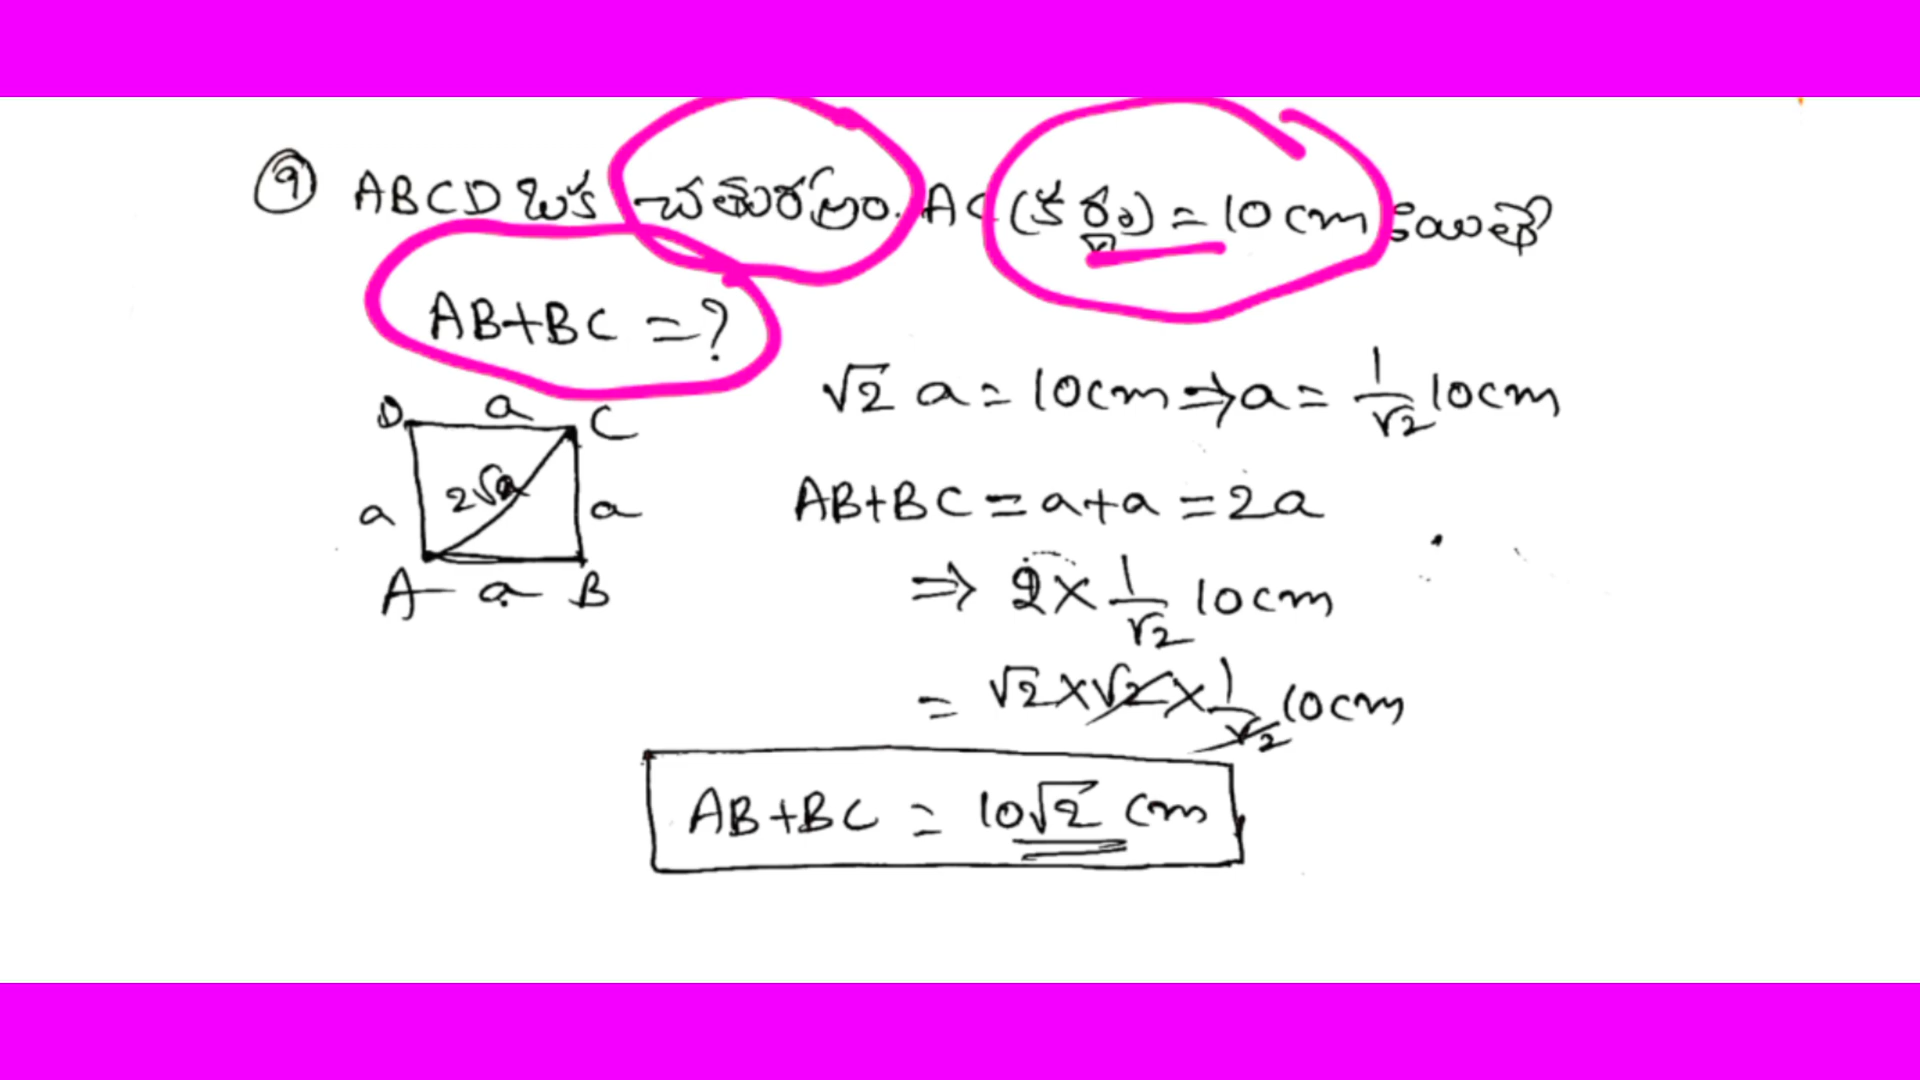 9 ABCD ఒక చతురస్రం. AC (కర్ణం) = 10 cm అయితే
AB+BC =?
√2 a = 10cm ⇒ a = 1/√2 10cm
D a C
a 2√a a
A a B
AB+BC = a+a = 2a
⇒ 2 × 1/√2 10cm
= √2×√2×1/√2 10cm
AB+BC = 10√2 cm